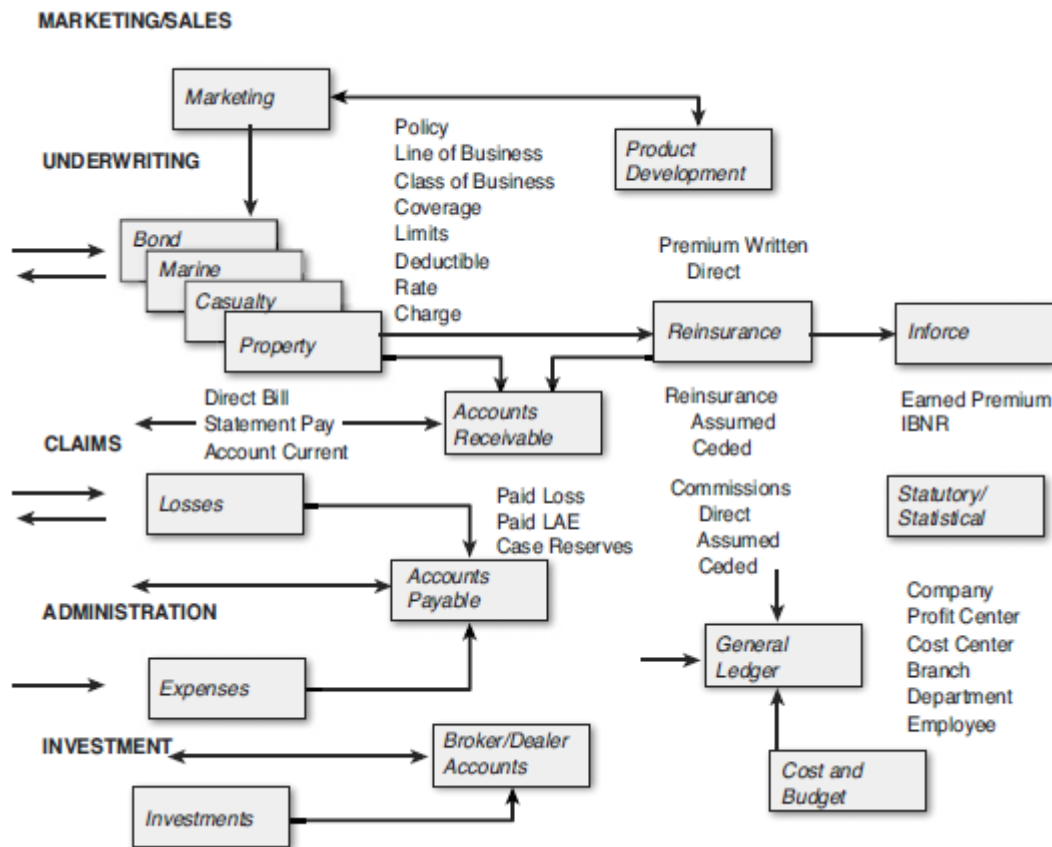 MARKETING/SALES
Marketing
Policy
Line of Business
Class of Business
Coverage
Limits
Deductible
Rate
Charge
Product
Development
UNDERWRITING
Bond
Marine
Casualty
Property
Premium Written
Direct
Reinsurance
Inforce
Direct Bill
Statement Pay
Account Current
Accounts
Receivable
Reinsurance
Assumed
Ceded
Earned Premium
IBNR
CLAIMS
Losses
Paid Loss
Paid LAE
Case Reserves
Commissions
Direct
Assumed
Ceded
Statutory/
Statistical
Accounts
Payable
ADMINISTRATION
Expenses
General
Ledger
Company
Profit Center
Cost Center
Branch
Department
Employee
INVESTMENT
Broker/Dealer
Accounts
Investments
Cost and
Budget